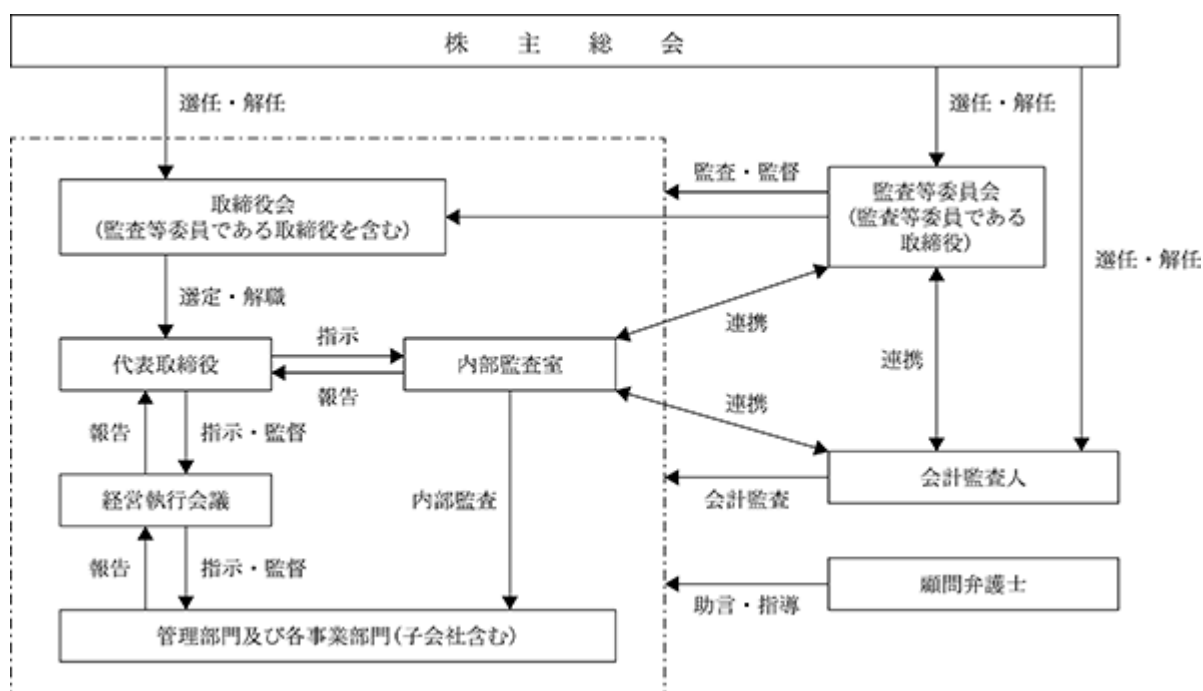 株主総会
選任・解任
選任・解任
監査・監督
監査等委員会
(監査等委員である
取締役)
取締役会
(監査等委員である取締役を含む)
選任・解任
選定・解職
連携
指示
代表取締役
内部監査室
連携
報告
連携
報告
指示・監督
会計監査人
経営執行会議
内部監査
会計監査
報告
指示・監督
顧問弁護士
助言・指導
管理部門及び各事業部門(子会社含む)